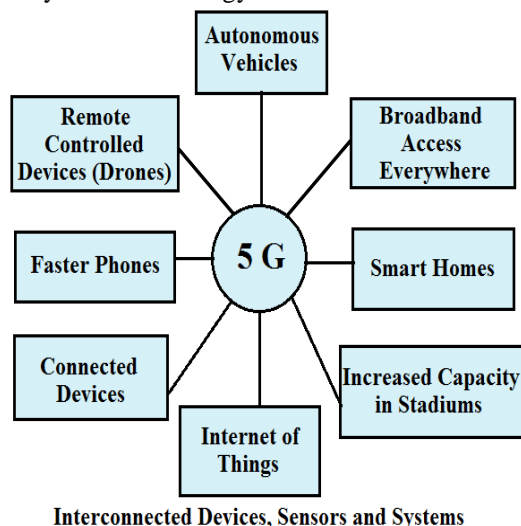 Autonomous
Vehicles
Remote
Controlled
Devices (Drones)
Broadband
Access
Everywhere
Faster Phones
5 G
Smart Homes
Connected
Devices
Increased Capacity
in Stadiums
Internet of
Things
Interconnected Devices, Sensors and Systems